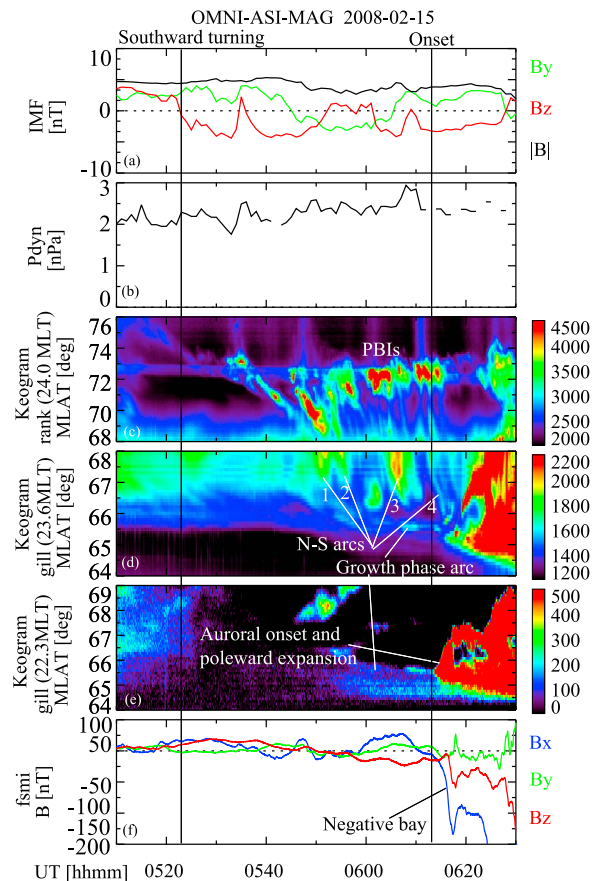 OMNI-ASI-MAG 2008-02-15
Southward turning
Onset
10
0
10
IMF
[nT]
(a)
By
Bz
|B|
3
2
1
0
Pdyn
[nPa]
(b)
76
74
72
70
68
Keogram
rank (24.0 MLT)
MLAT [deg]
PBIs
(c)
4500
4000
3500
3000
2500
2000
68
67
66
65
64
Keogram
gill (23.6MLT)
MLAT [deg]
1
2
3
4
N-S arcs
Growth phase arc
(d)
2200
2000
1800
1600
1400
1200
69
68
67
66
65
64
Keogram
gill (22.3MLT)
MLAT [deg]
Auroral onset and
poleward expansion
(e)
500
400
300
200
100
0
100
50
-50
-100
-150
-200
fsmi
B [nT]
Negative bay
(f)
Bx
By
Bz
UT [hhmm]
0520
0540
0600
0620